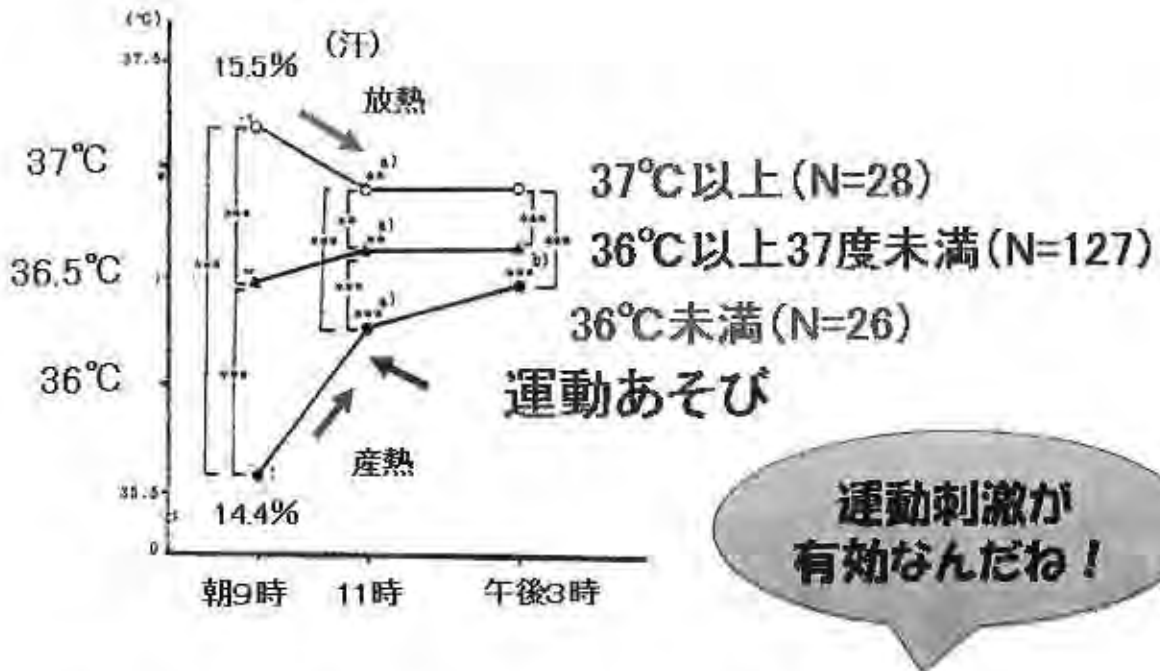 (℃)
37.5
15.5%
(汗)
放熱
37℃
a)
**
37℃以上(N=28)
***
**
***
a)
**
***
***
36℃以上37度未満(N=127)
36.5℃
b)
***
***
a)
***
36℃未満(N=26)
36℃
運動あそび
産熱
35.5
14.4%
0
朝9時
11時
午後3時
運動刺激が
有効なんだね！